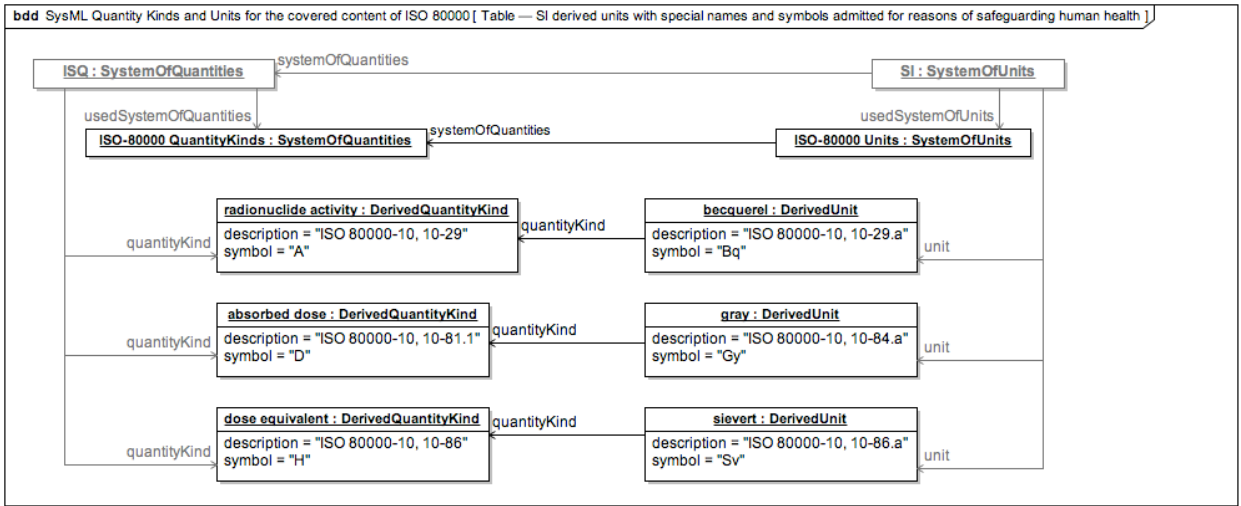 bdd SysML Quantity Kinds and Units for the covered content of ISO 80000 [ Table — SI derived units with special names and symbols admitted for reasons of safeguarding human health ]
systemOfQuantities
ISQ : SystemOfQuantities
SI : SystemOfUnits
usedSystemOfQuantities
usedSystemOfUnits
systemOfQuantities
ISO-80000 QuantityKinds : SystemOfQuantities
ISO-80000 Units : SystemOfUnits
radionuclide activity : DerivedQuantityKind
becquerel : DerivedUnit
quantityKind
description = "ISO 80000-10, 10-29"
description = "ISO 80000-10, 10-29.a"
quantityKind
unit
symbol = "A"
symbol = "Bq"
absorbed dose : DerivedQuantityKind
gray : DerivedUnit
quantityKind
description = "ISO 80000-10, 10-81.1"
description = "ISO 80000-10, 10-84.a"
quantityKind
unit
symbol = "D"
symbol = "Gy"
dose equivalent : DerivedQuantityKind
sievert : DerivedUnit
quantityKind
description = "ISO 80000-10, 10-86"
description = "ISO 80000-10, 10-86.a"
quantityKind
unit
symbol = "H"
symbol = "Sv"